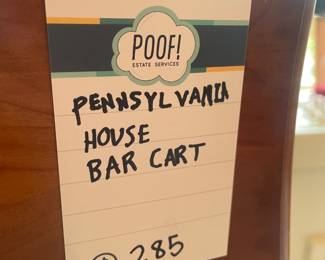 POOF!
ESTATE SERVICES
PENNSYLVANIA
HOUSE
BAR CART
285